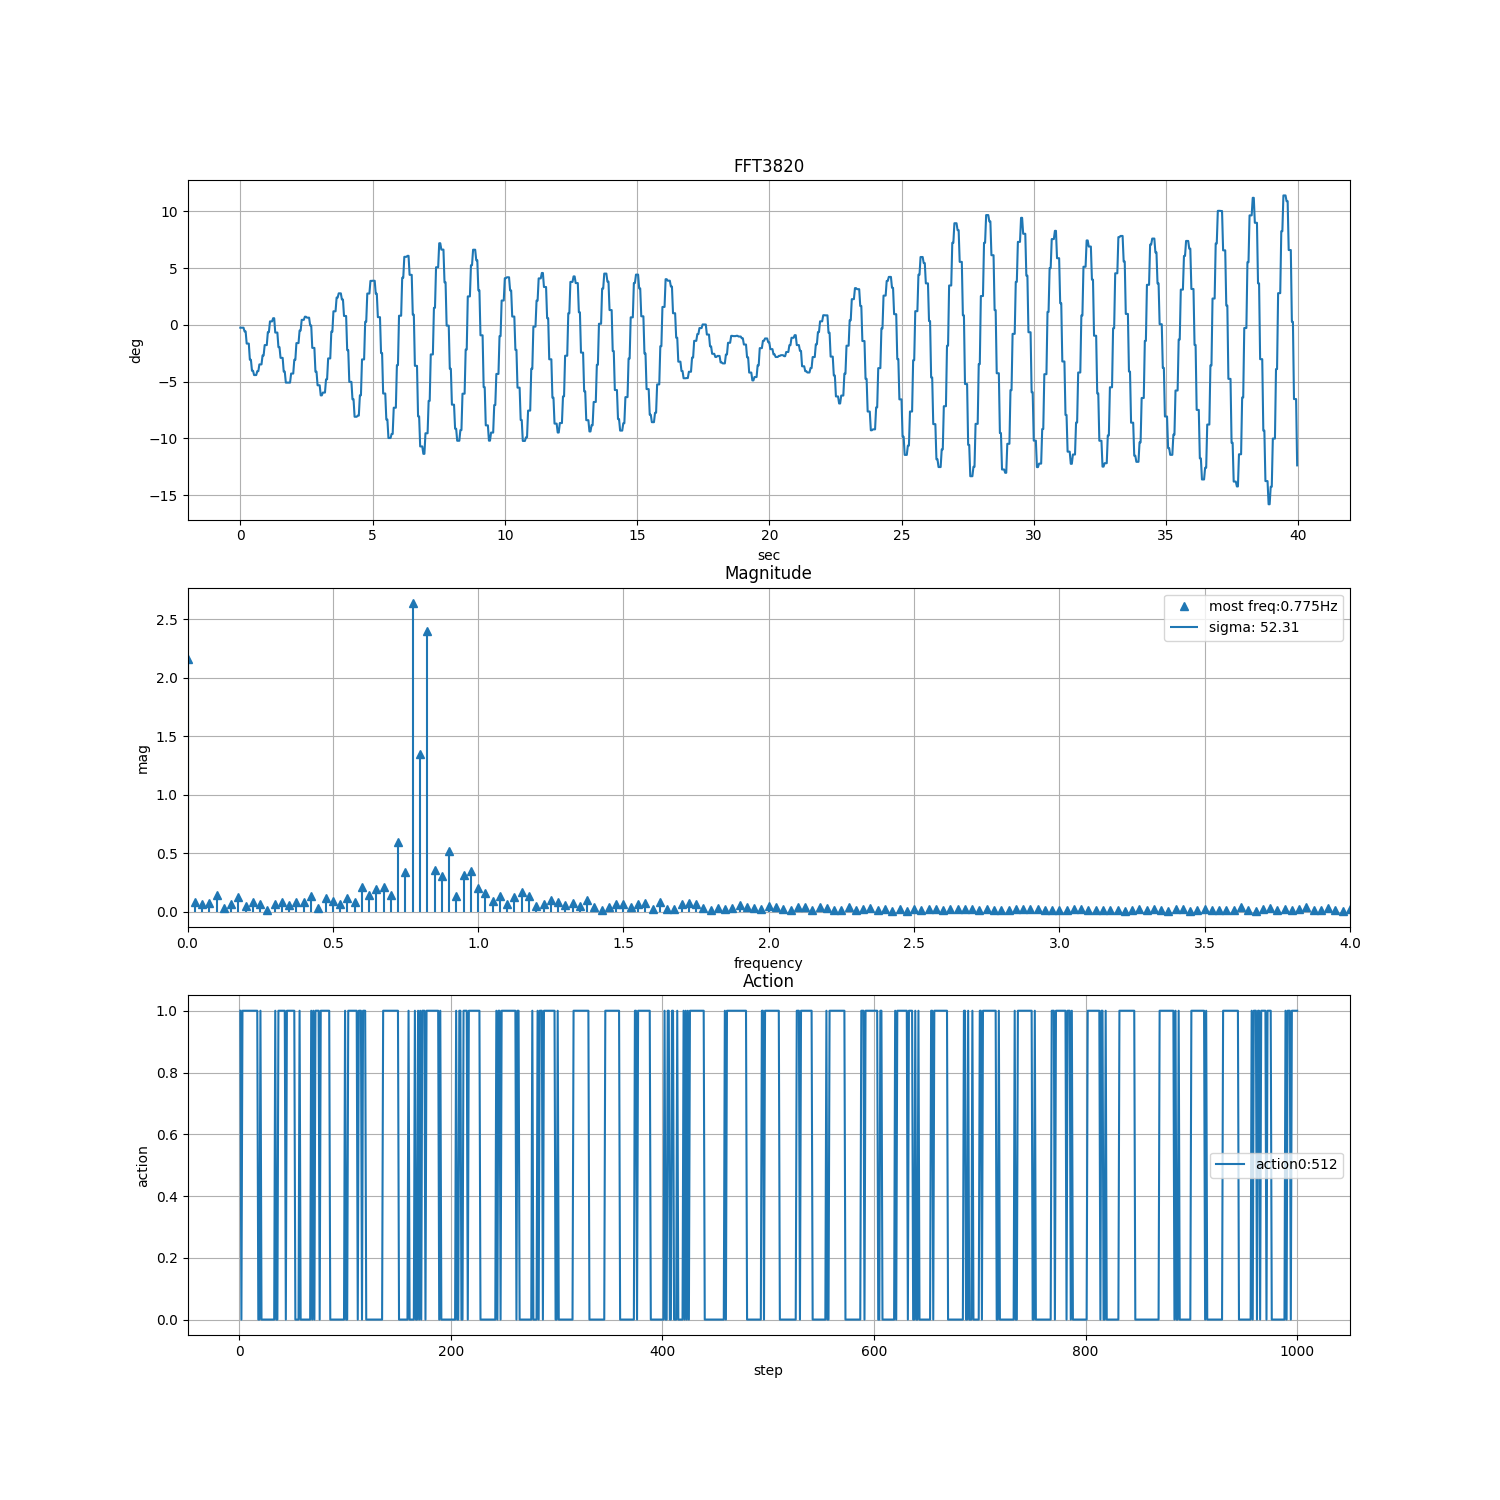 FFT3820
10
5
0
−5
−10
−15
deg
0 5 10 15 20 25 30 35 40
sec
Magnitude
most freq:0.775Hz
sigma: 52.31
2.5
2.0
1.5
1.0
0.5
0.0
mag
0.0 0.5 1.0 1.5 2.0 2.5 3.0 3.5 4.0
frequency
Action
1.0
0.8
0.6
0.4
0.2
0.0
action
action0:512
0 200 400 600 800 1000
step